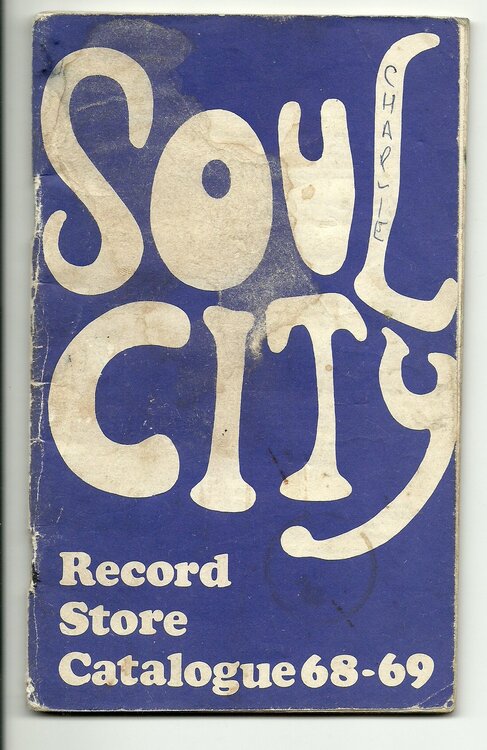 SOUL
CHARLIE
CITY
Record
Store
Catalogue 68-69